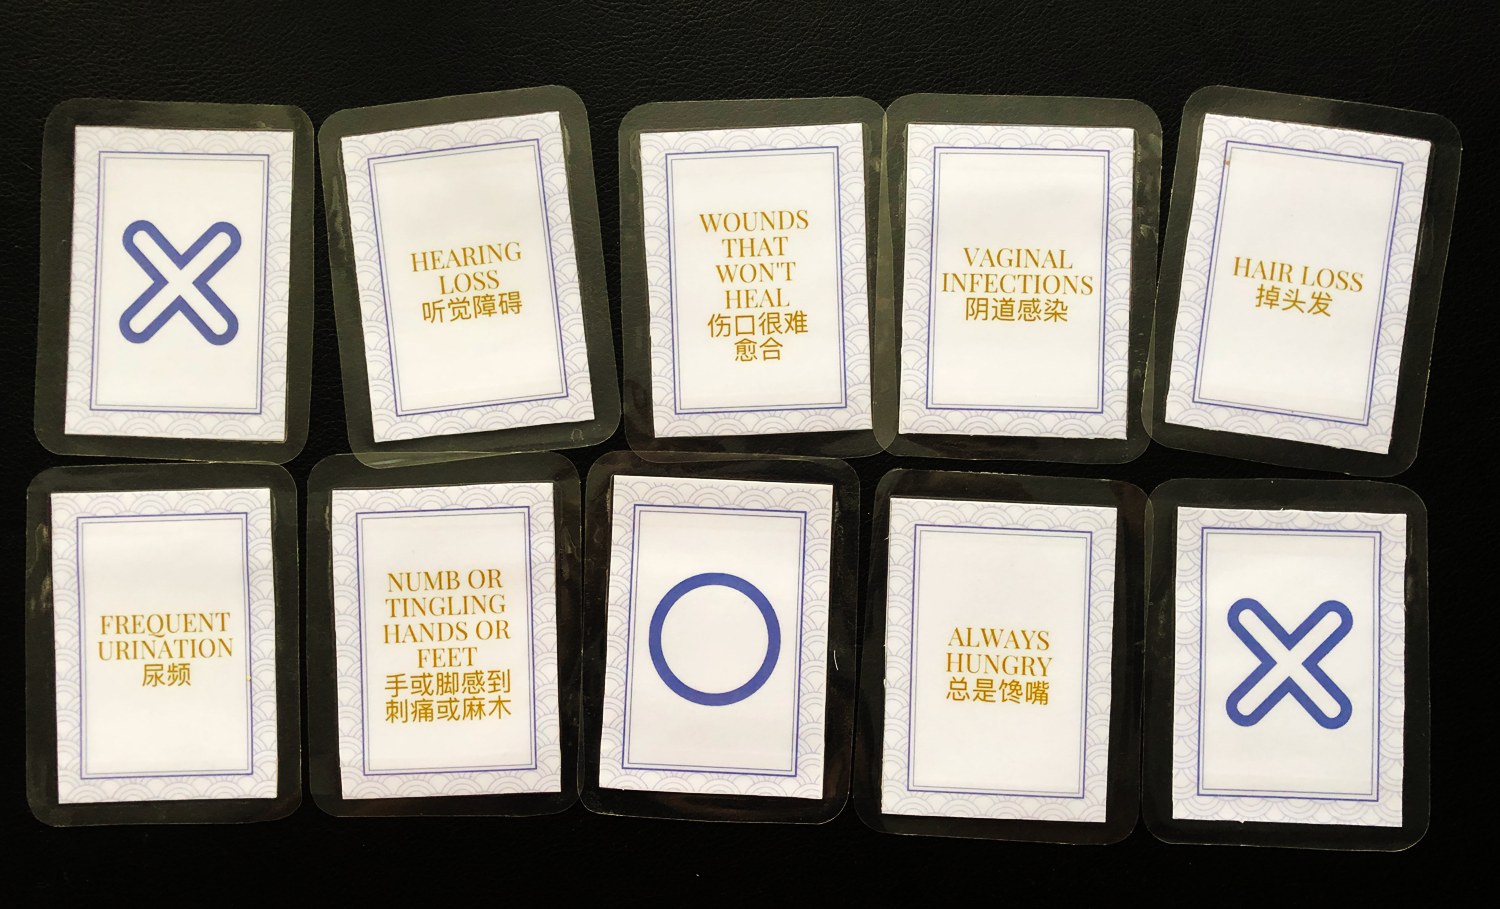 HEARING
LOSS
听觉障碍
WOUNDS
THAT
WON'T
HEAL
伤口很难
愈合
VAGINAL
INFECTIONS
阴道感染
HAIR LOSS
掉头发
FREQUENT
URINATION
尿频
NUMB OR
TINGLING
HANDS OR
FEET
手或脚感到
刺痛或麻木
ALWAYS
HUNGRY
总是馋嘴